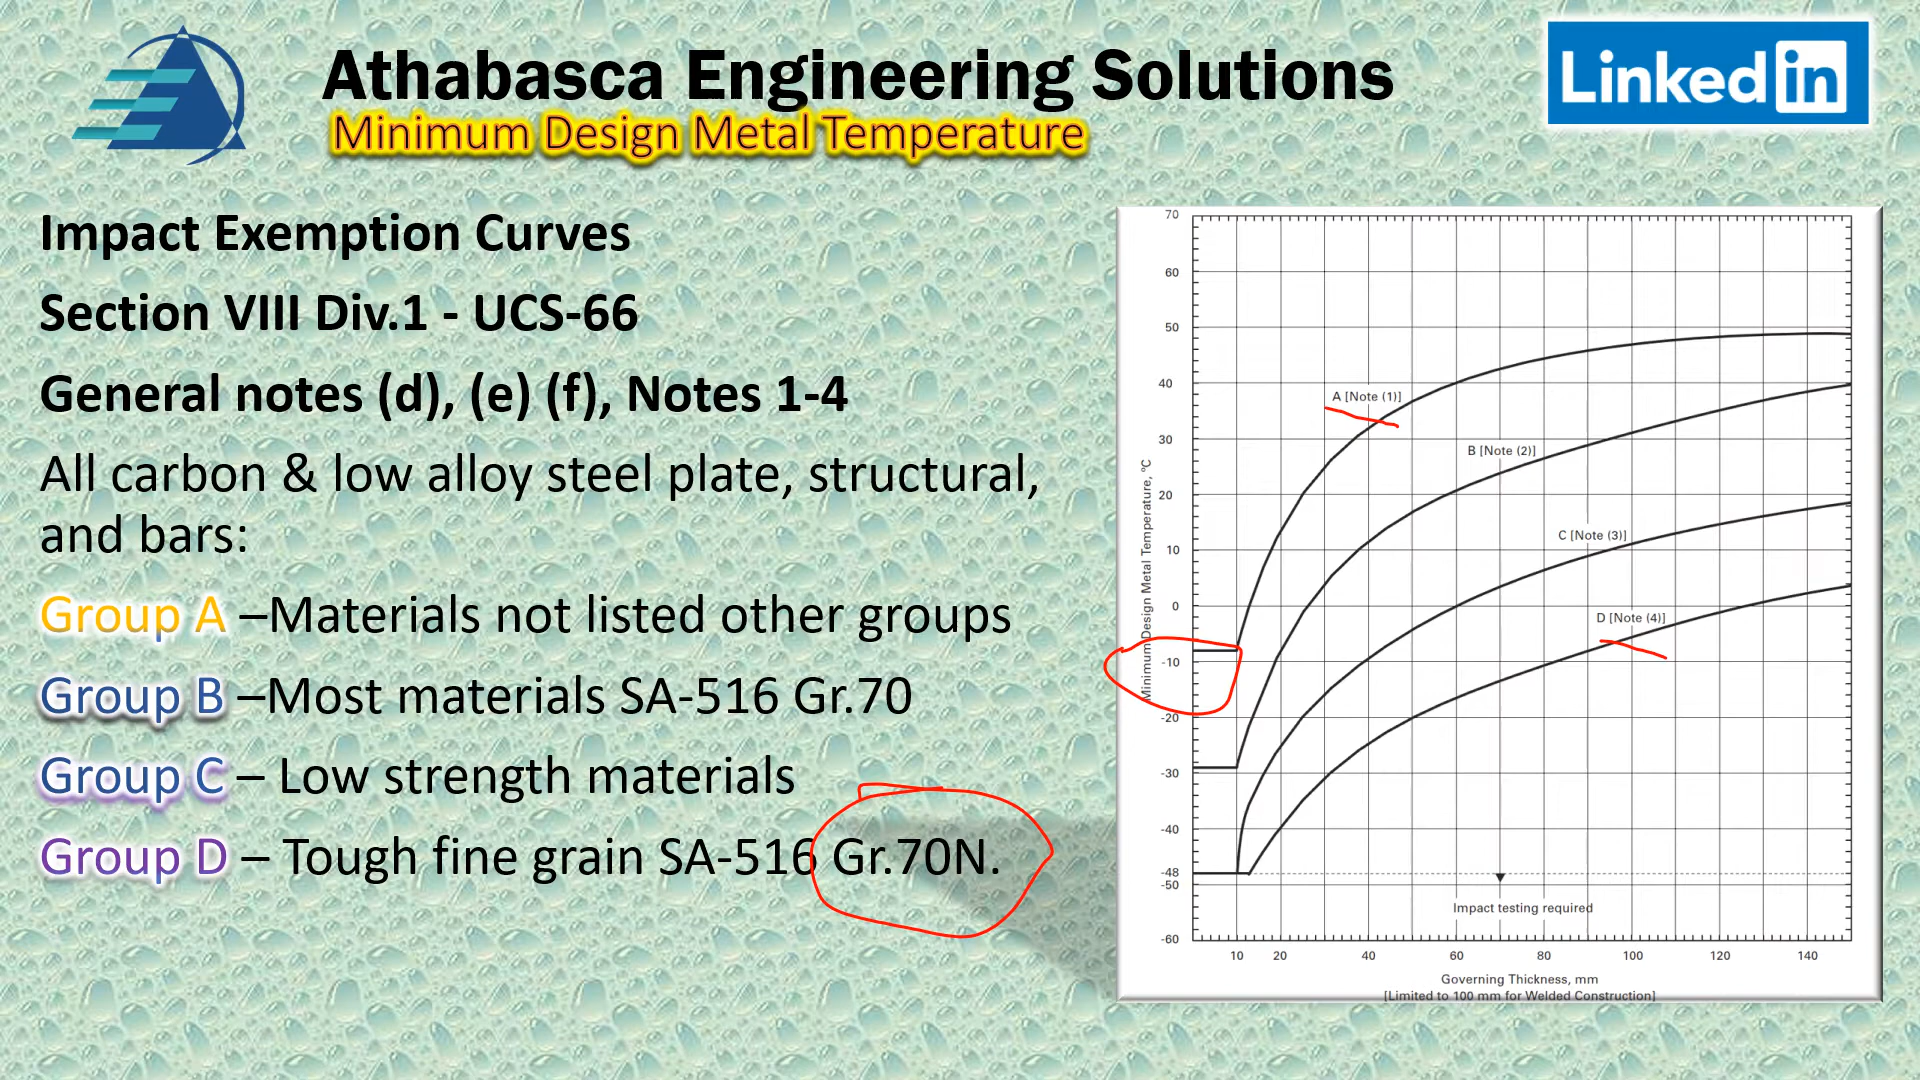 Athabasca Engineering Solutions
Minimum Design Metal Temperature
Linked in
Impact Exemption Curves
Section VIII Div.1 - UCS-66
General notes (d), (e) (f), Notes 1-4
All carbon & low alloy steel plate, structural,
and bars:
Group A –Materials not listed other groups
Group B –Most materials SA-516 Gr.70
Group C – Low strength materials
Group D – Tough fine grain SA-516 Gr.70N.
Minimum Design Metal Temperature, ºC
70
60
50
40
30
20
10
0
-10
-20
-30
-40
-48
-50
-60
A [Note (1)]
B [Note (2)]
C [Note (3)]
D [Note (4)]
Impact testing required
10 20 40 60 80 100 120 140
Governing Thickness, mm
[Limited to 100 mm for Welded Construction]